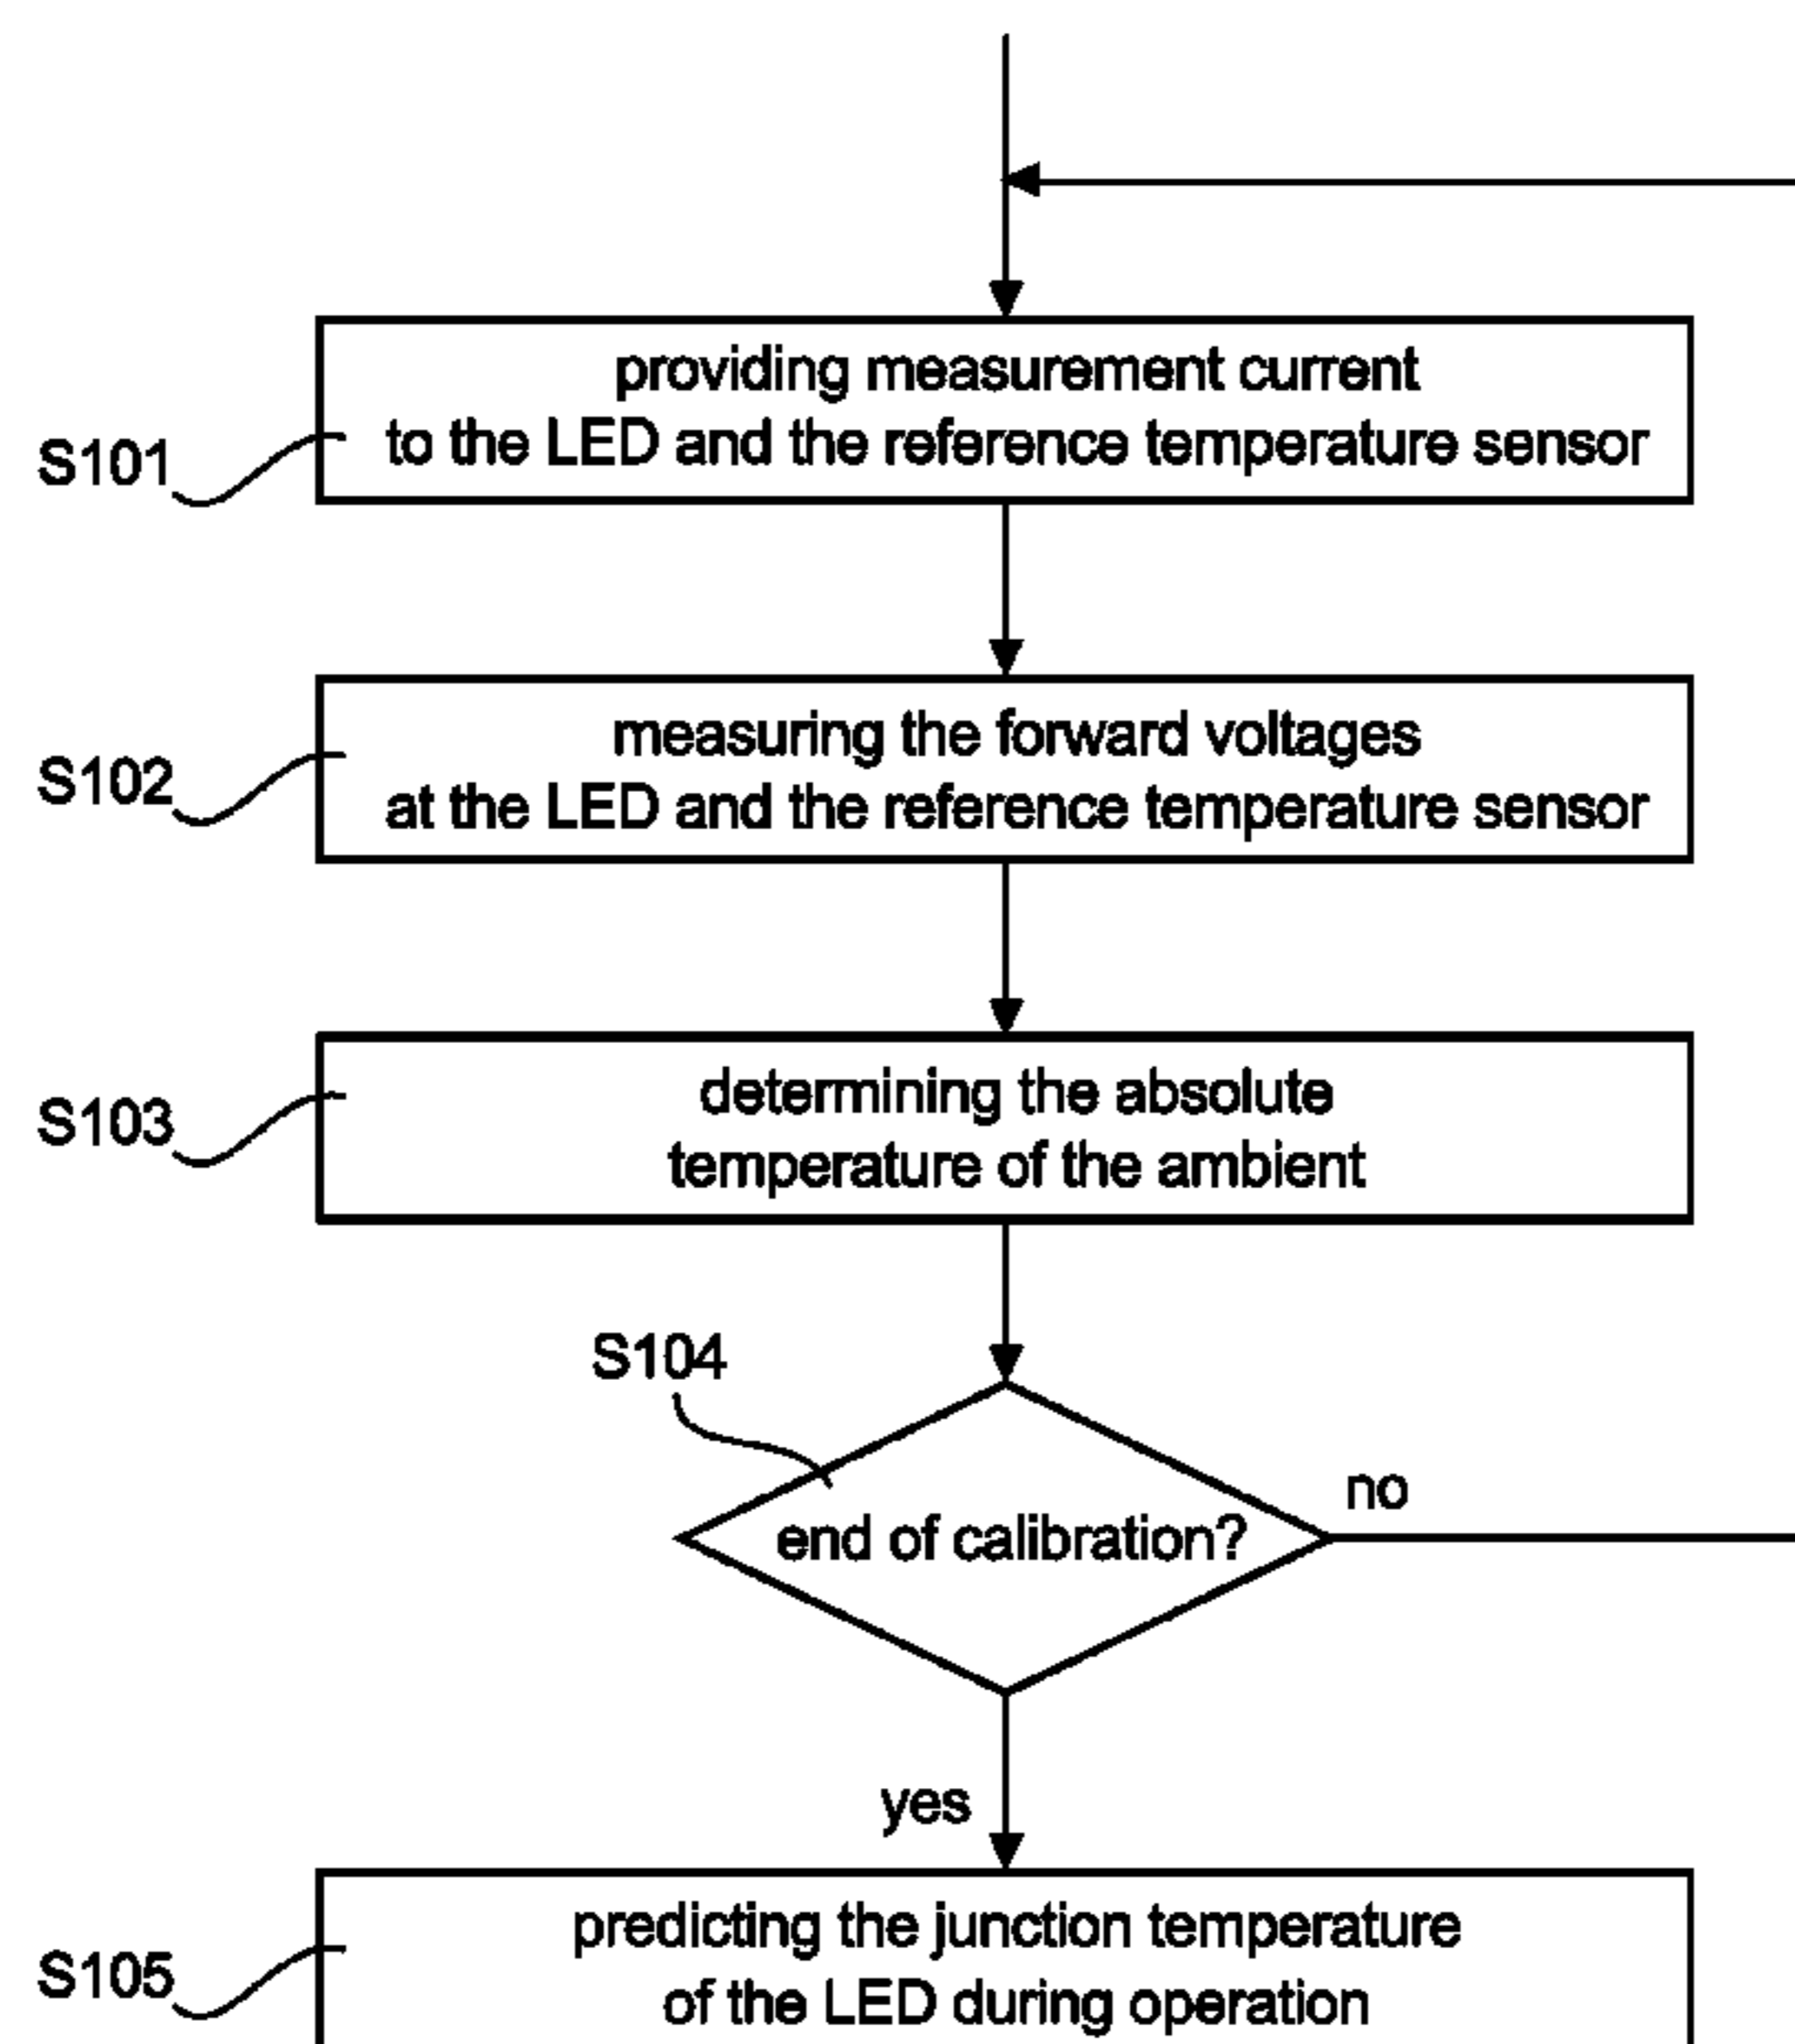 providing measurement current
to the LED and the reference temperature sensor
S101
measuring the forward voltages
at the LED and the reference temperature sensor
S102
determining the absolute
temperature of the ambient
S103
S104
end of calibration?
no
yes
predicting the junction temperature
of the LED during operation
S105